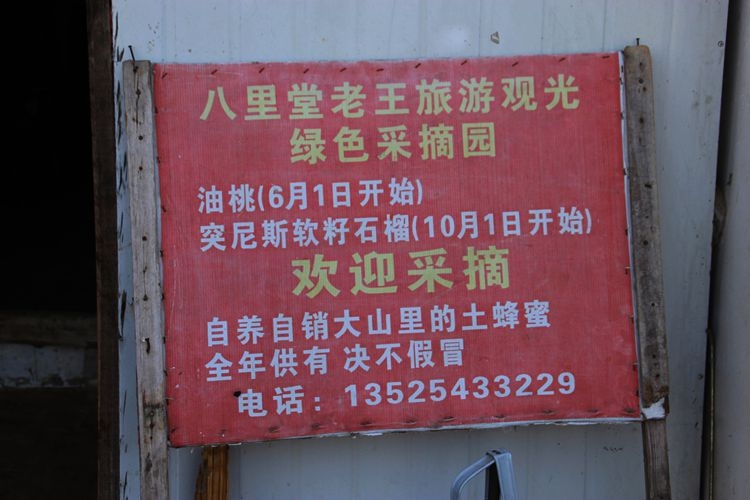 八里堂老王旅游观光
绿色采摘园
油桃(6月1日开始)
突尼斯软籽石榴(10月1日开始)
欢迎采摘
自养自销大山里的土蜂蜜
全年供有 决不假冒
电话：13525433229